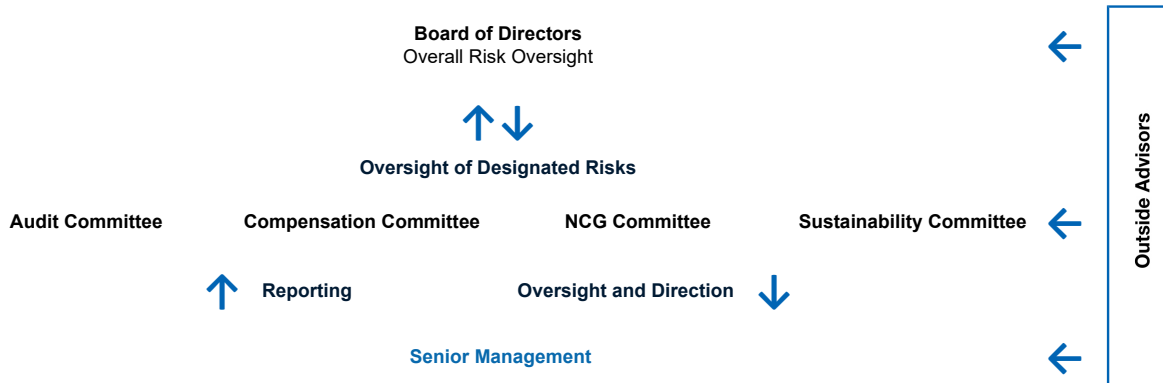 Board of Directors
Overall Risk Oversight
Oversight of Designated Risks
Audit Committee Compensation Committee NCG Committee Sustainability Committee
Reporting Oversight and Direction
Senior Management
Outside Advisors